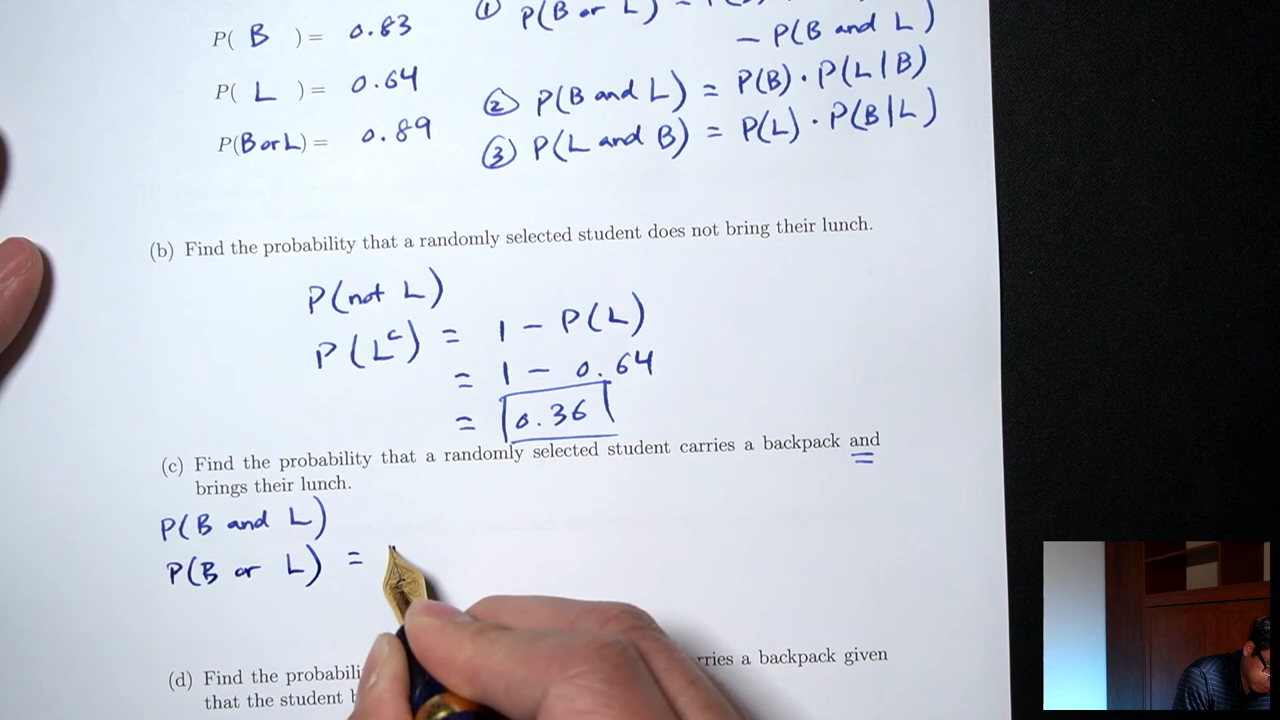 P( B ) = 0.83
P( L ) = 0.64
P(B or L) = 0.89
① P(B or L) =
− P(B and L)
② P(B and L) = P(B) · P(L|B)
③ P(L and B) = P(L) · P(B|L)
(b) Find the probability that a randomly selected student does not bring their lunch.
P(not L)
P(Lᶜ) = 1 − P(L)
= 1 − 0.64
= 0.36
(c) Find the probability that a randomly selected student carries a backpack and
brings their lunch.
P(B and L)
P(B or L) =
(d) Find the carries a backpack given
that the student